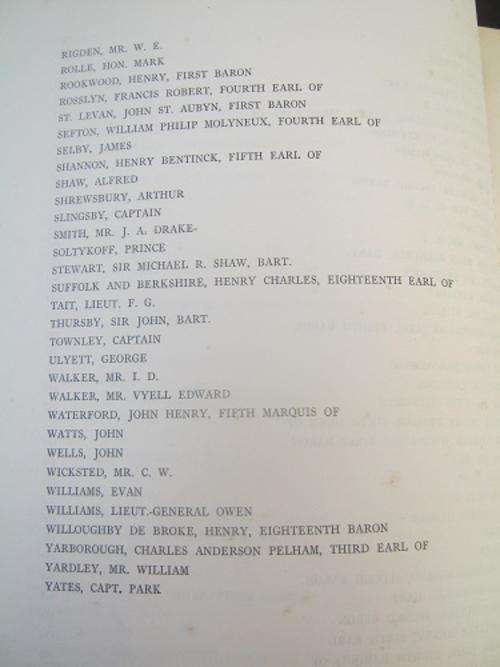 RIGDEN, MR. W. E.
ROLLE, HON. MARK
ROOKWOOD, HENRY, FIRST BARON
ROSSLYN, FRANCIS ROBERT, FOURTH EARL OF
ST. LEVAN, JOHN ST. AUBYN, FIRST BARON
SEFTON, WILLIAM PHILIP MOLYNEUX, FOURTH EARL OF
SELBY, JAMES
SHANNON, HENRY BENTINCK, FIFTH EARL OF
SHAW, ALFRED
SHREWSBURY, ARTHUR
SLINGSBY, CAPTAIN
SMITH, MR. J. A. DRAKE-
SOLTYKOFF, PRINCE
STEWART, SIR MICHAEL R. SHAW, BART.
SUFFOLK AND BERKSHIRE, HENRY CHARLES, EIGHTEENTH EARL OF
TAIT, LIEUT. F. G.
THURSBY, SIR JOHN, BART.
TOWNLEY, CAPTAIN
ULYETT, GEORGE
WALKER, MR. I. D.
WALKER, MR. VYELL EDWARD
WATERFORD, JOHN HENRY, FIFTH MARQUIS OF
WATTS, JOHN
WELLS, JOHN
WICKSTED, MR. C. W.
WILLIAMS, EVAN
WILLIAMS, LIEUT.-GENERAL OWEN
WILLOUGHBY DE BROKE, HENRY, EIGHTEENTH BARON
YARBOROUGH, CHARLES ANDERSON PELHAM, THIRD EARL OF
YARDLEY, MR. WILLIAM
YATES, CAPT. PARK